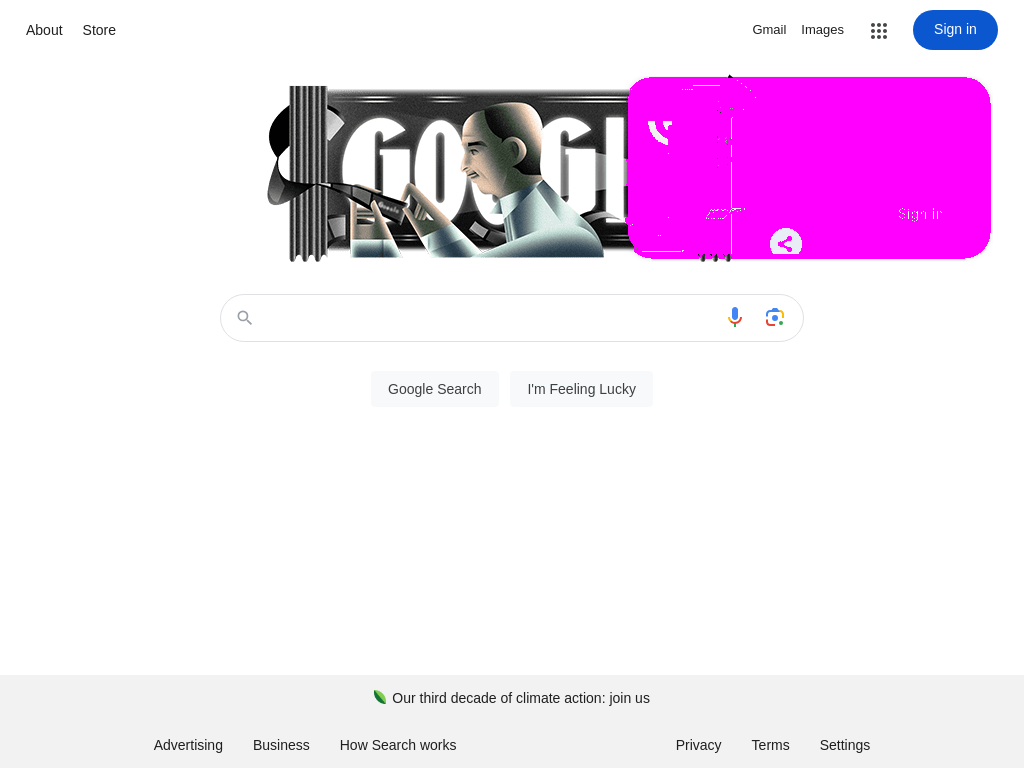 About Store
Gmail Images Sign in
GOOGL
Sign in
Google Search I'm Feeling Lucky
Our third decade of climate action: join us
Advertising Business How Search works Privacy Terms Settings